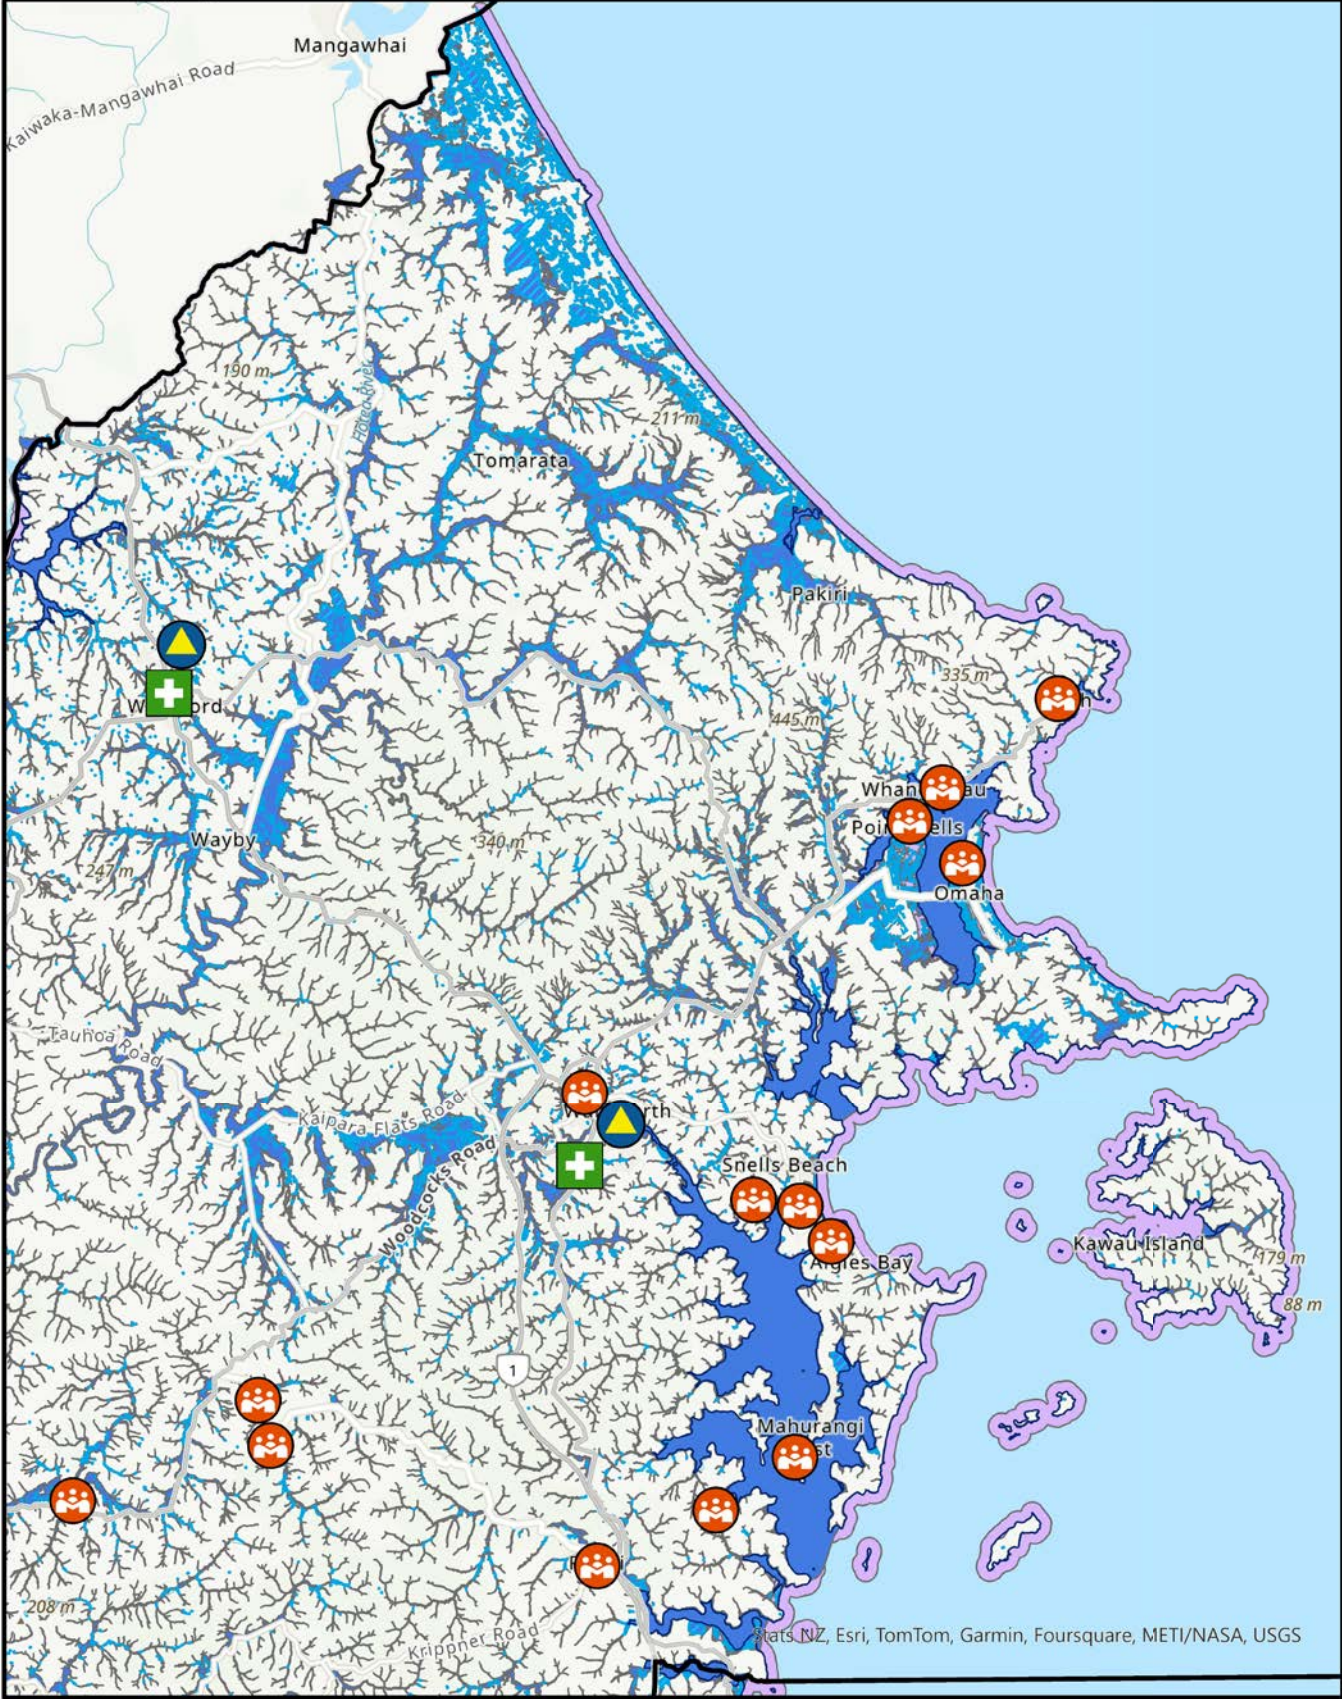 Mangawhai
Kaiwaka-Mangawhai Road
190 m
Hōteo River
211 m
Tomarata
Pakiri
335 m
445 m
Wayby
340 m
247 m
Omaha
Tauhoa Road
Kaipara Flats Road
Woodcocks Road
Snells Beach
Kawau Island
179 m
88 m
1
Mahurangi
208 m
Krippner Road
Stats NZ, Esri, TomTom, Garmin, Foursquare, METI/NASA, USGS